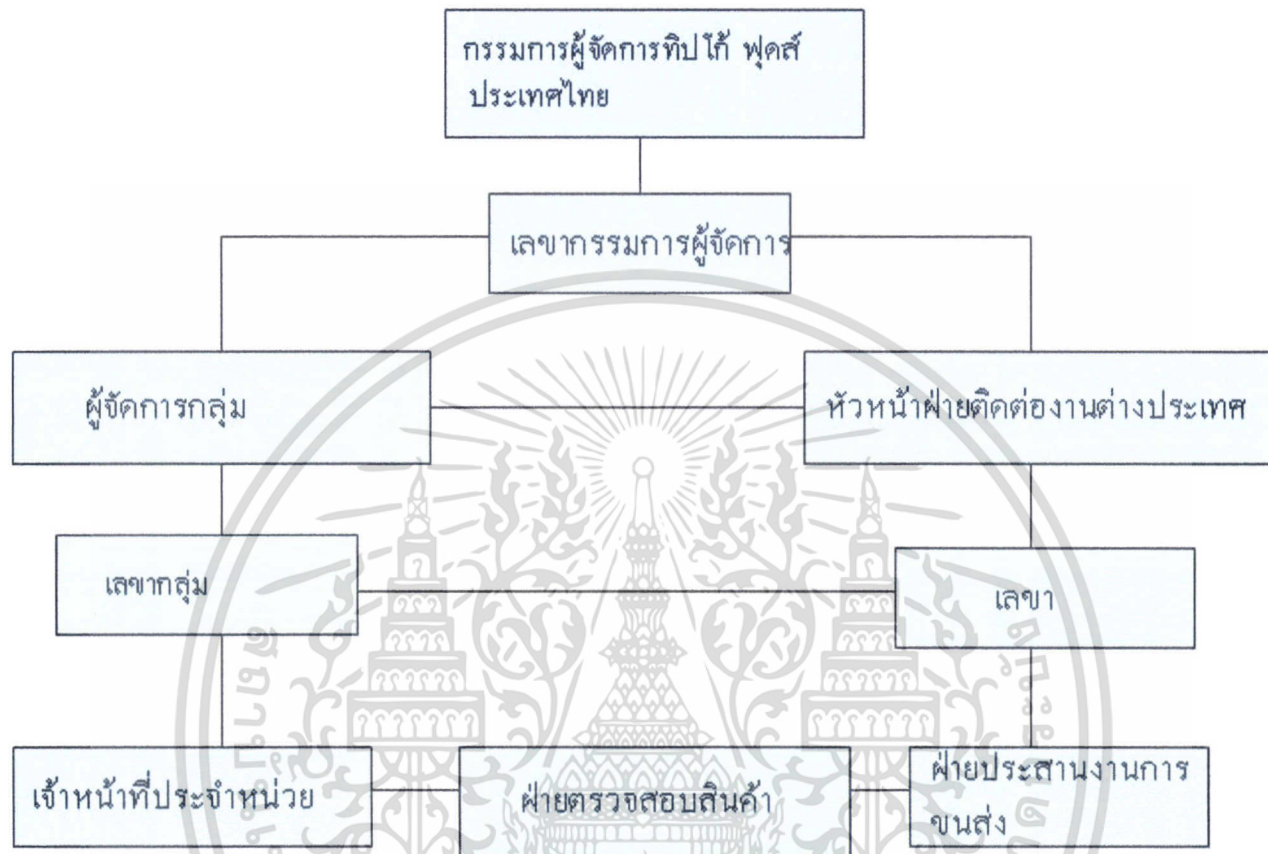 กรรมการผู้จัดการทิปโก้ ฟุดส์
ประเทศไทย
เลขากรรมการผู้จัดการ
ผู้จัดการกลุ่ม
หัวหน้าฝ่ายติดต่องานต่างประเทศ
เลขากลุ่ม
เลขา
เจ้าหน้าที่ประจำหน่วย
ฝ่ายตรวจสอบสินค้า
ฝ่ายประสานงานการ
ขนส่ง